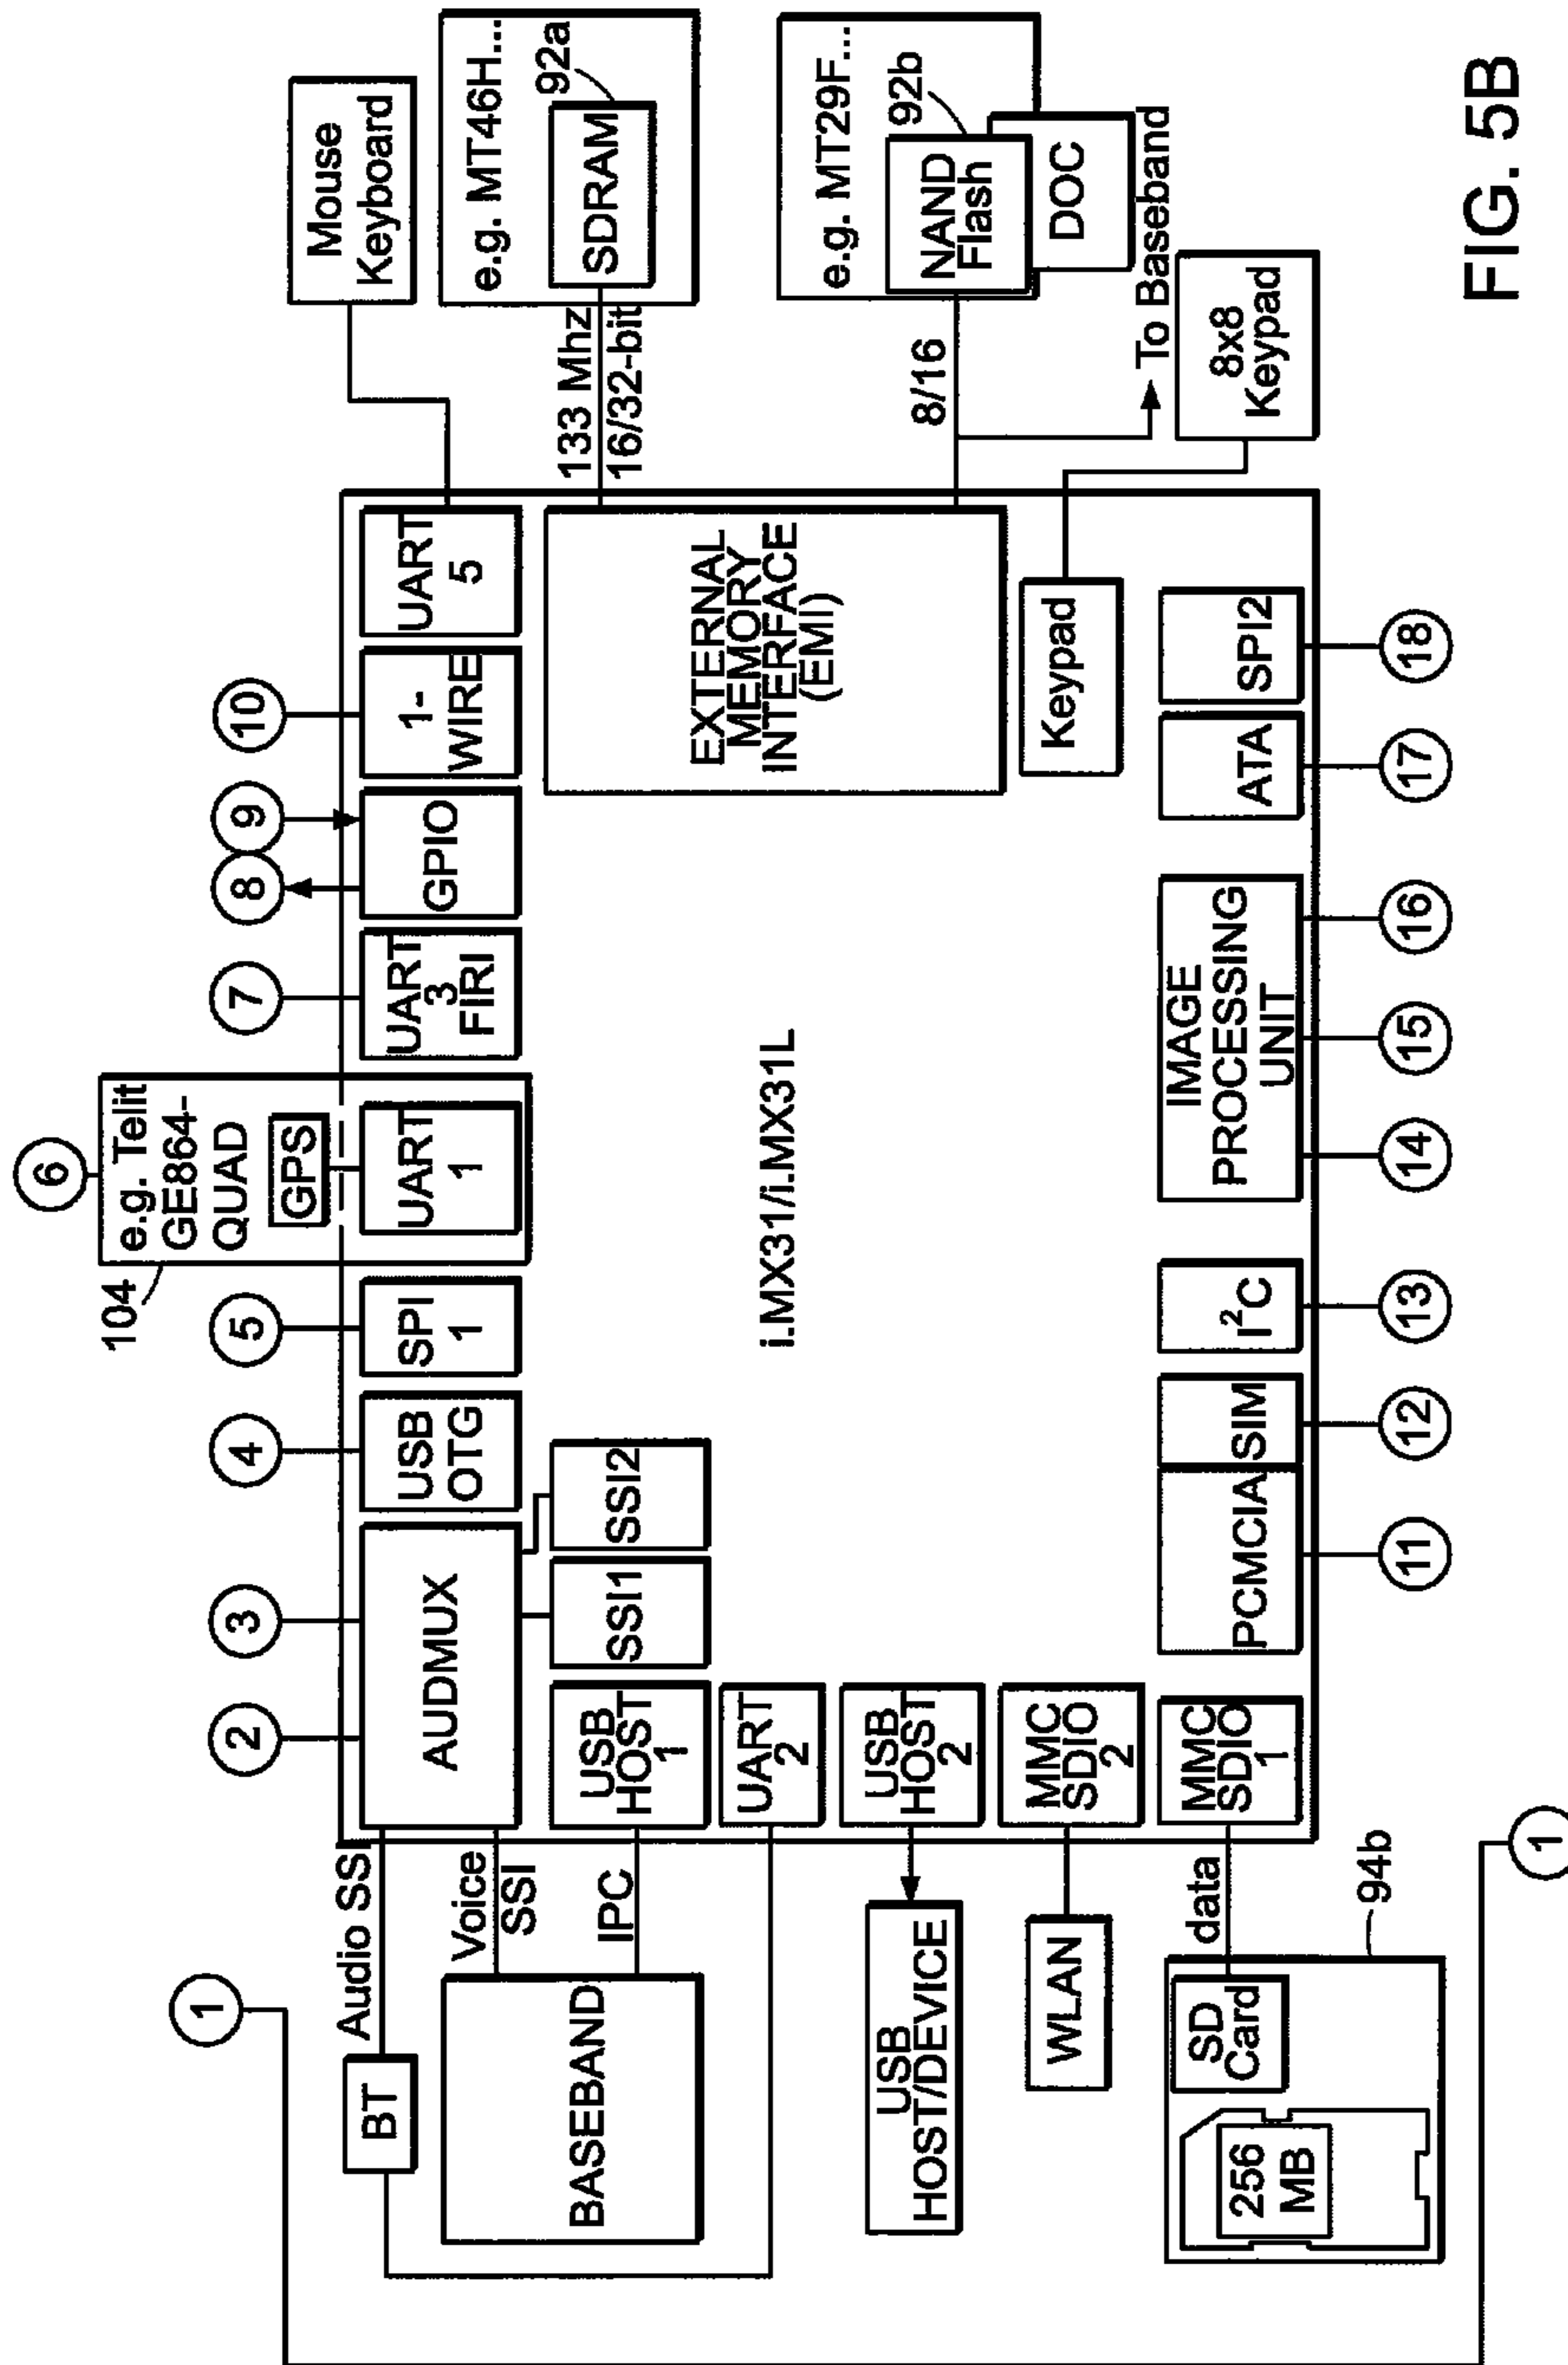 6
104
e.g. Telit
GE864-
QUAD
GPS
1
2
3
4
5
7
8
9
10
Audio SS
BT
AUDMUX
USB
OTG
SPI
1
UART
1
UART
3
FIRI
GPIO
1-
WIRE
UART
5
Mouse
Keyboard
Voice
SSI
IPC
BASEBAND
USB
HOST
1
SSI1
SSI2
UART
2
EXTERNAL
MEMORY
INTERFACE
(EMI)
133 Mhz
16/32-bit
e.g. MT46H...
SDRAM
92a
i.MX31/i.MX31L
USB
HOST/DEVICE
USB
HOST
2
8/16
e.g. MT29F...
NAND
Flash
92b
DOC
To Baseband
WLAN
MMC
SDIO
2
Keypad
8x8
Keypad
256
MB
SD
Card
data
94b
MMC
SDIO
1
PCMCIA
SIM
I²C
IMAGE
PROCESSING
UNIT
ATA
SPI2
11
12
13
14
15
16
17
18
1
FIG. 5B